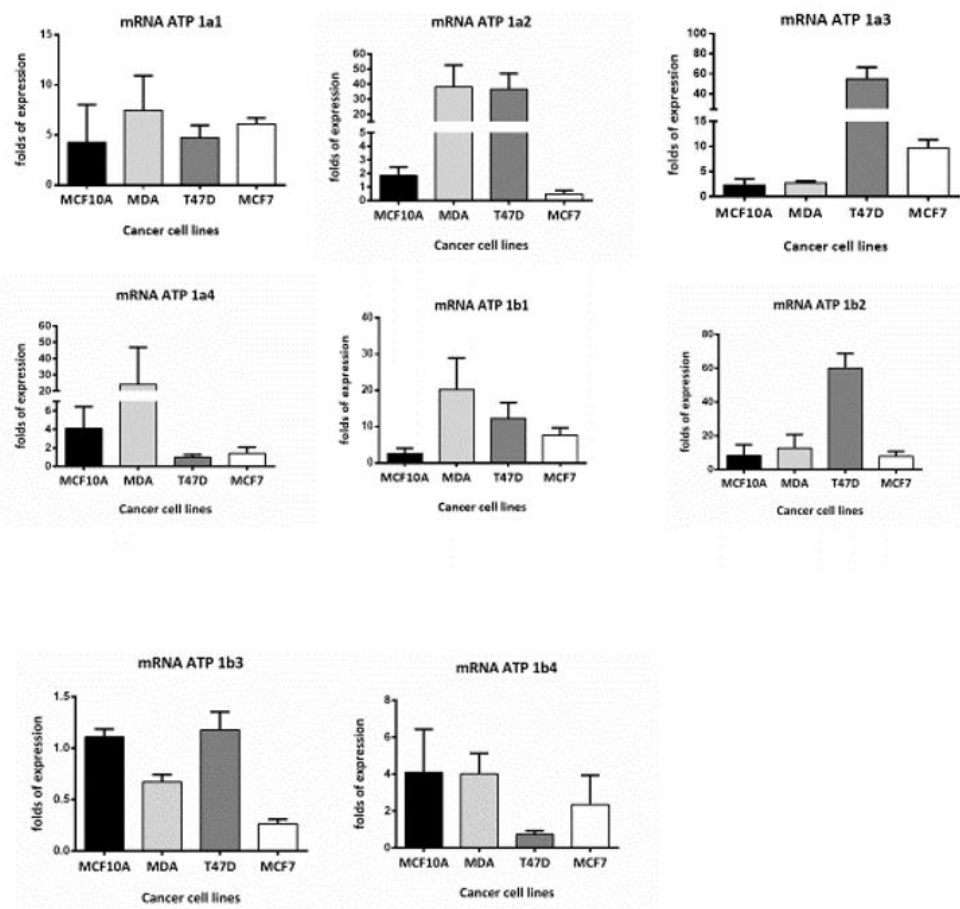 mRNA ATP 1a1
folds of expression
15
10
5
0
MCF10A MDA T47D MCF7
Cancer cell lines
mRNA ATP 1a2
folds of expression
60
50
40
30
20
10
5
4
3
2
1
0
MCF10A MDA T47D MCF7
Cancer cell lines
mRNA ATP 1a3
folds of expression
100
80
60
40
15
10
5
0
MCF10A MDA T47D MCF7
Cancer cell lines
mRNA ATP 1a4
folds of expression
60
50
40
30
20
6
4
2
0
MCF10A MDA T47D MCF7
Cancer cell lines
mRNA ATP 1b1
folds of expression
40
30
20
10
0
MCF10A MDA T47D MCF7
Cancer cell lines
mRNA ATP 1b2
folds of expression
80
60
40
20
0
MCF10A MDA T47D MCF7
Cancer cell lines
mRNA ATP 1b3
folds of expression
1.5
1.0
0.5
0.0
MCF10A MDA T47D MCF7
Cancer cell lines
mRNA ATP 1b4
folds of expression
8
6
4
2
0
MCF10A MDA T47D MCF7
Cancer cell lines